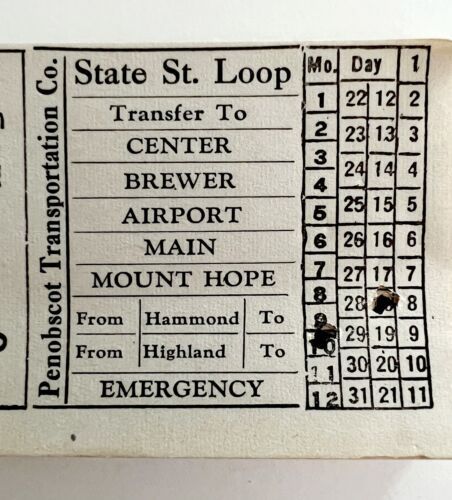 Penobscot Transportation Co.
State St. Loop
Transfer To
CENTER
BREWER
AIRPORT
MAIN
MOUNT HOPE
From Hammond To
From Highland To
EMERGENCY
Mo. Day 1
1 22 12 2
2 23 13 3
3 24 14 4
4 25 15 5
5 26 16 6
6 27 17 7
7 28 8
8 29 19 9
9 30 20 10
10 31 21 11
11
12